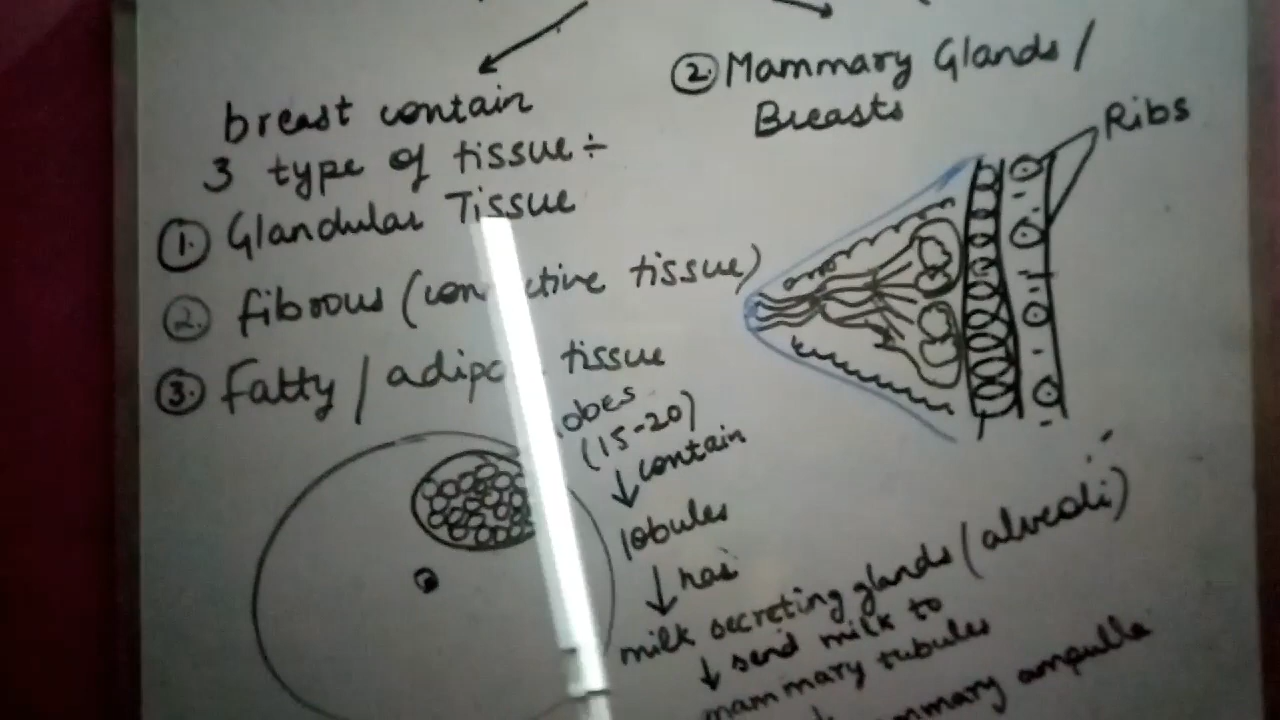 breast contain
3 type of tissue÷
① Glandular Tissue
② fibrous (con ctive tissue)
③ Fatty / adipo tissue
② Mammary Glands /
Breasts
Ribs
obes
(15-20)
↓ contain
lobules
↓ has
milk secreting glands (alveoli)
↓ send milk to
mammary tubules
mmary ampulla